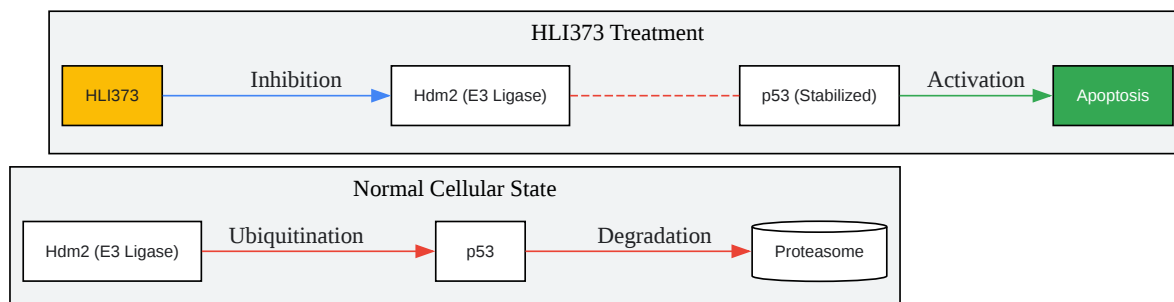 HLI373 Treatment
HLI373
Inhibition
Hdm2 (E3 Ligase)
p53 (Stabilized)
Activation
Apoptosis
Normal Cellular State
Hdm2 (E3 Ligase)
Ubiquitination
p53
Degradation
Proteasome